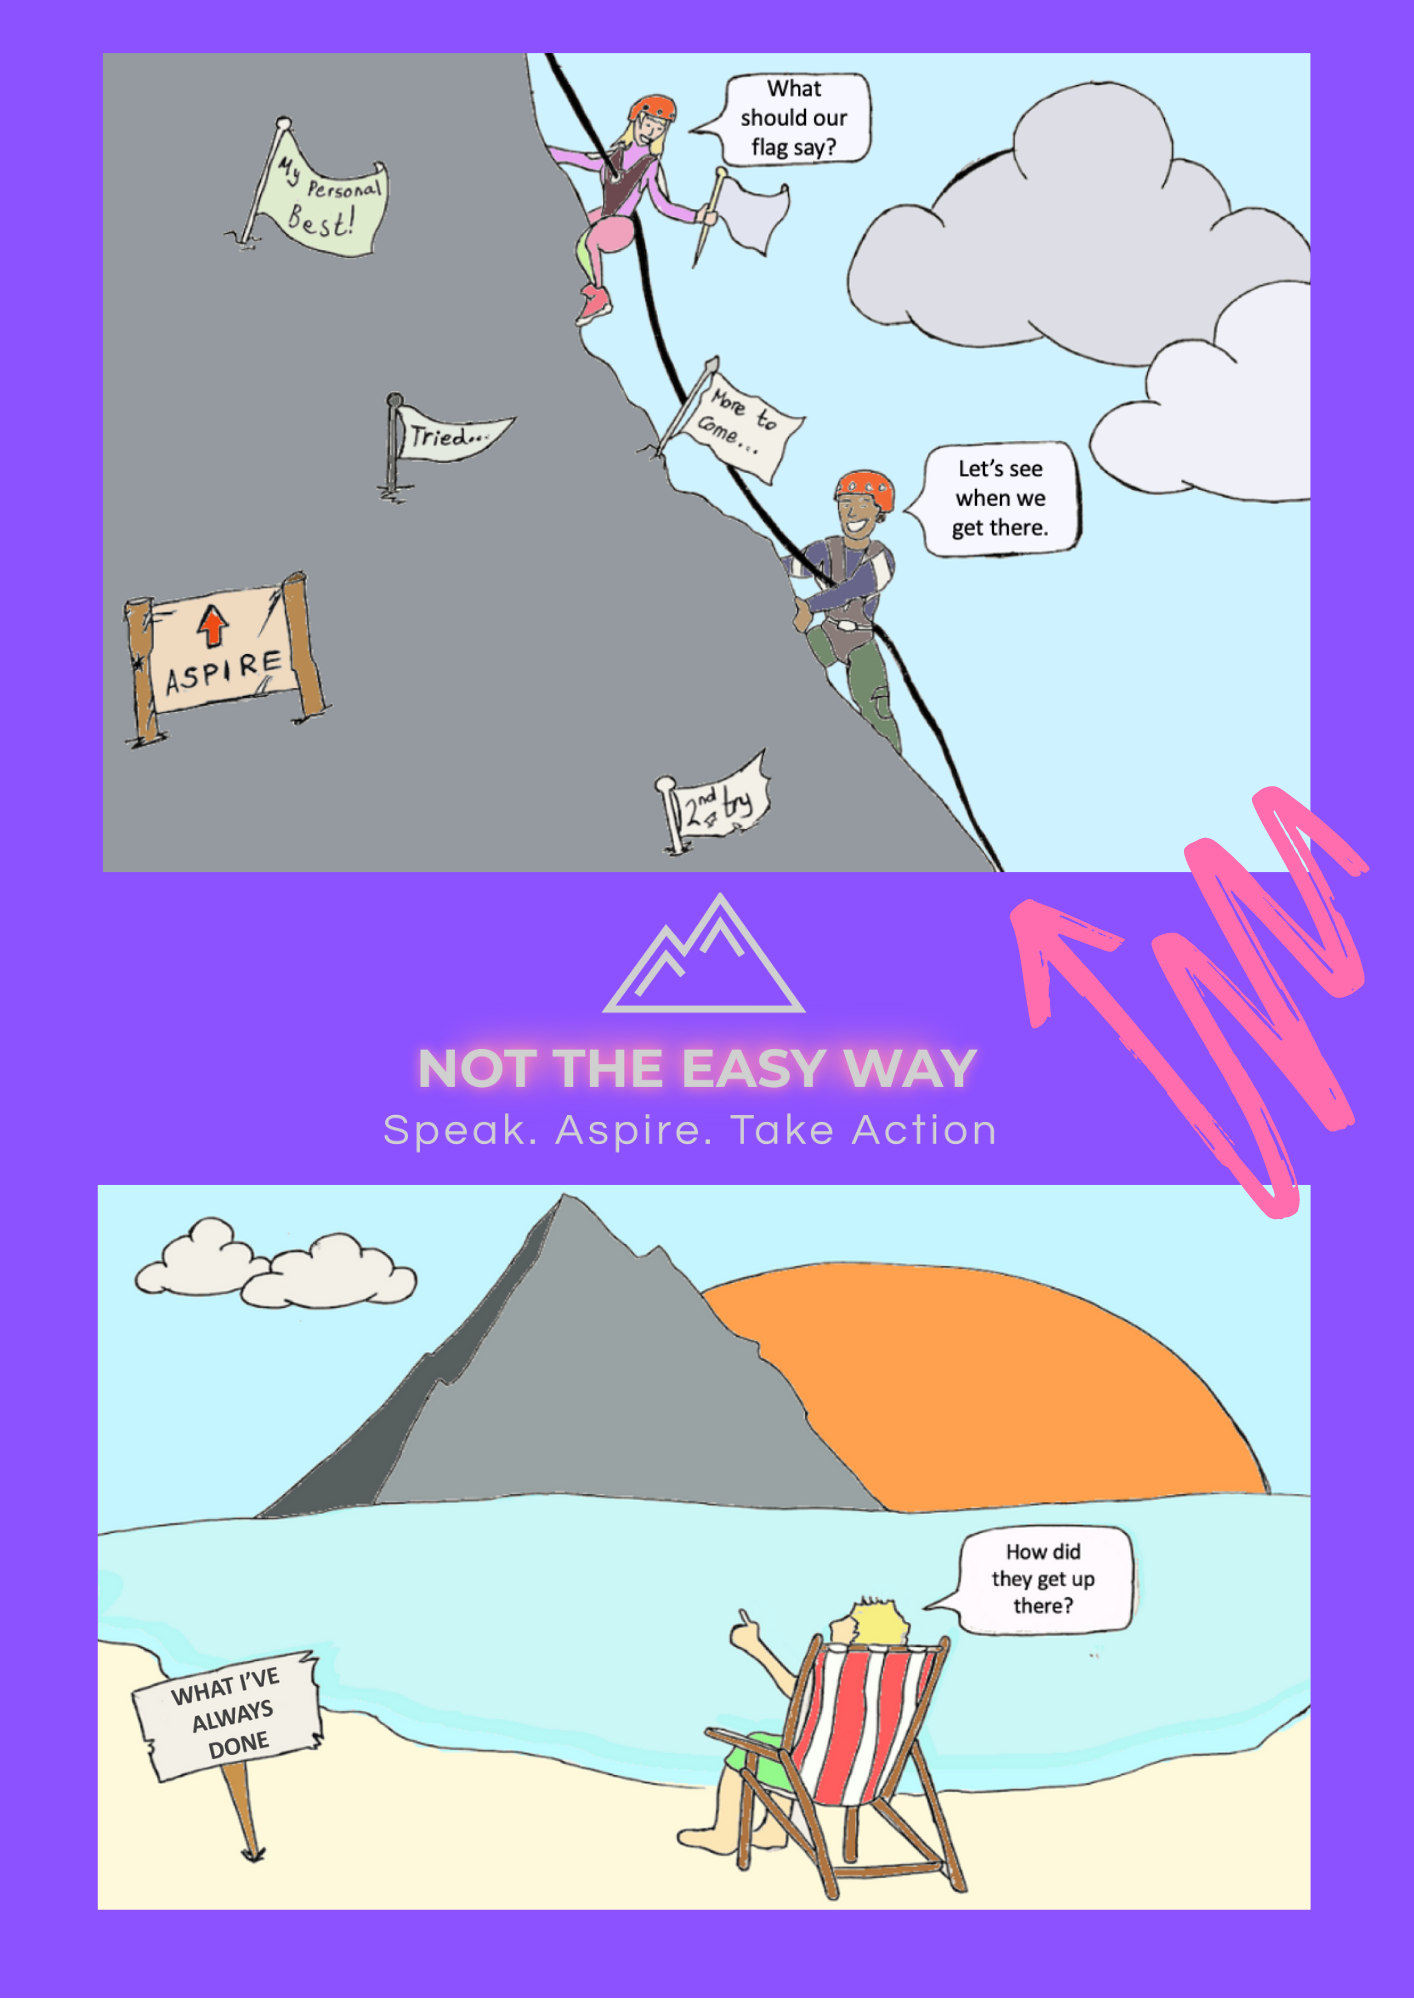 What
should our
flag say?
My Personal
Best!
More to
Come...
Tried...
Let's see
when we
get there.
ASPIRE
2nd try
NOT THE EASY WAY
Speak. Aspire. Take Action
How did
they get up
there?
WHAT I'VE
ALWAYS
DONE